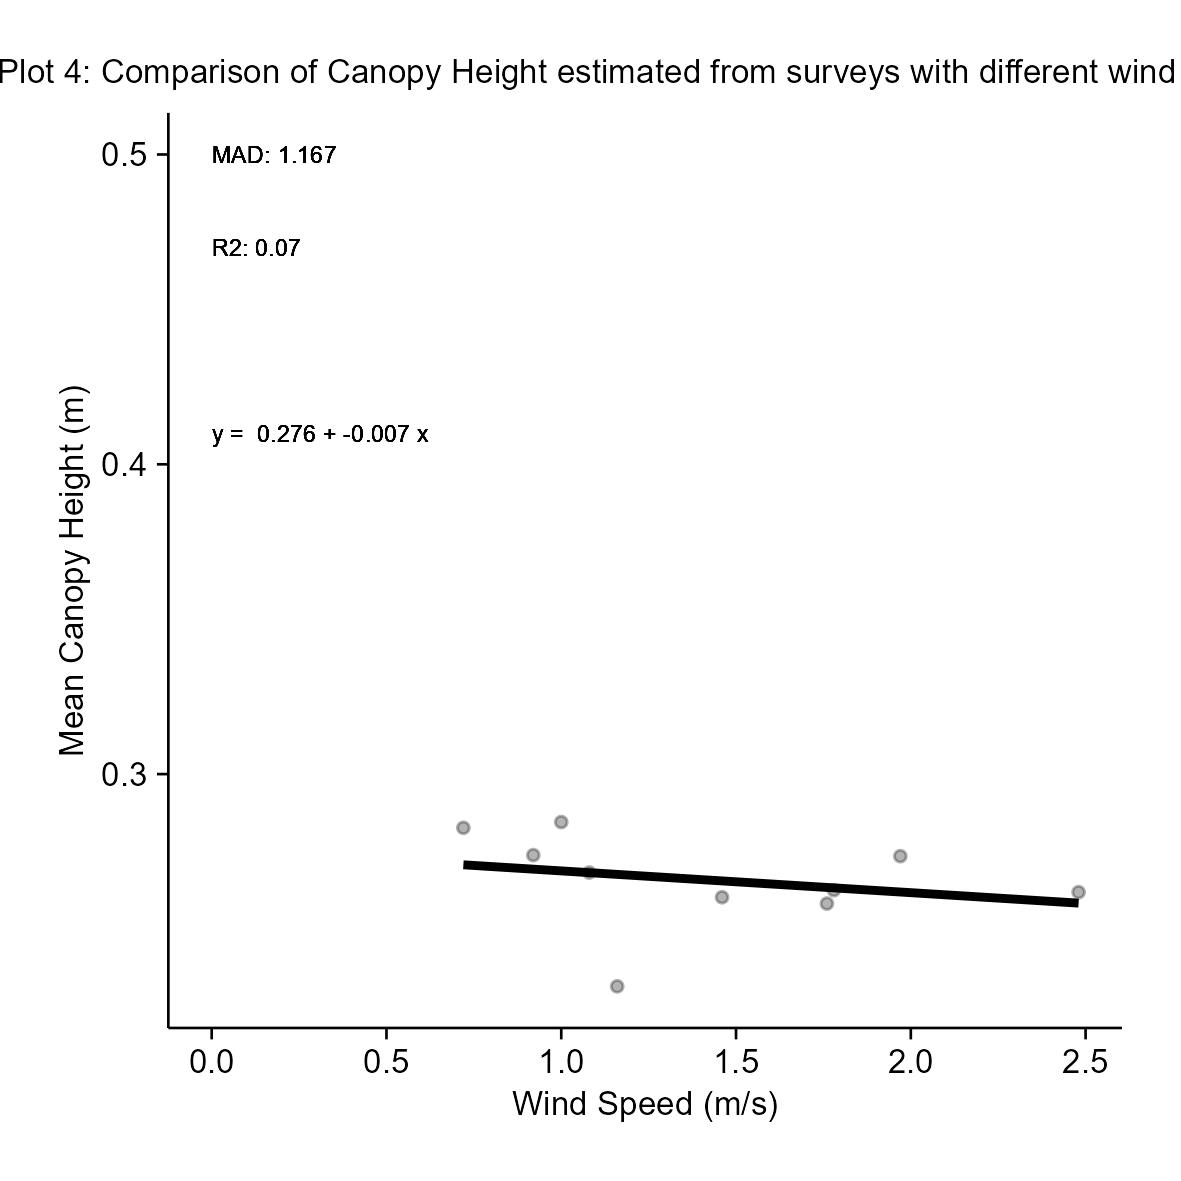 Plot 4: Comparison of Canopy Height estimated from surveys with different wind
0.5
MAD: 1.167
R2: 0.07
y =  0.276 + -0.007 x
0.4
Mean Canopy Height (m)
0.3
0.0 0.5 1.0 1.5 2.0 2.5
Wind Speed (m/s)